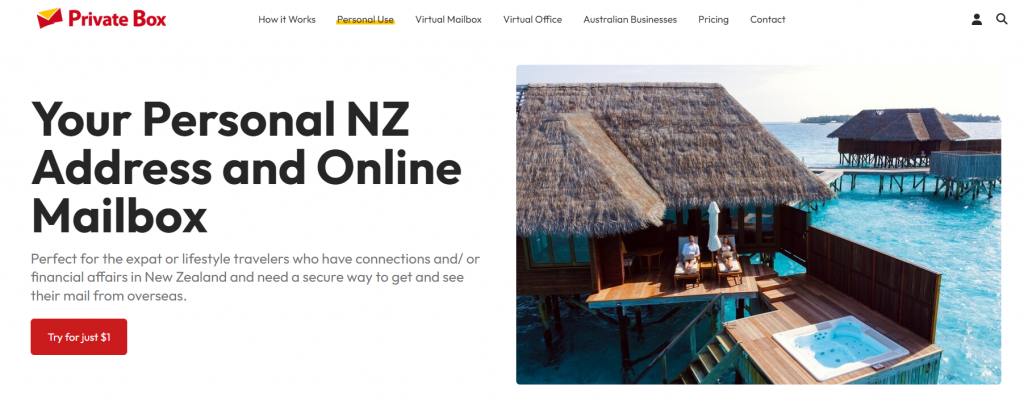 Private Box
How it Works
Personal Use
Virtual Mailbox
Virtual Office
Australian Businesses
Pricing
Contact
Your Personal NZ
Address and Online
Mailbox
Perfect for the expat or lifestyle travelers who have connections and/ or
financial affairs in New Zealand and need a secure way to get and see
their mail from overseas.
Try for just $1